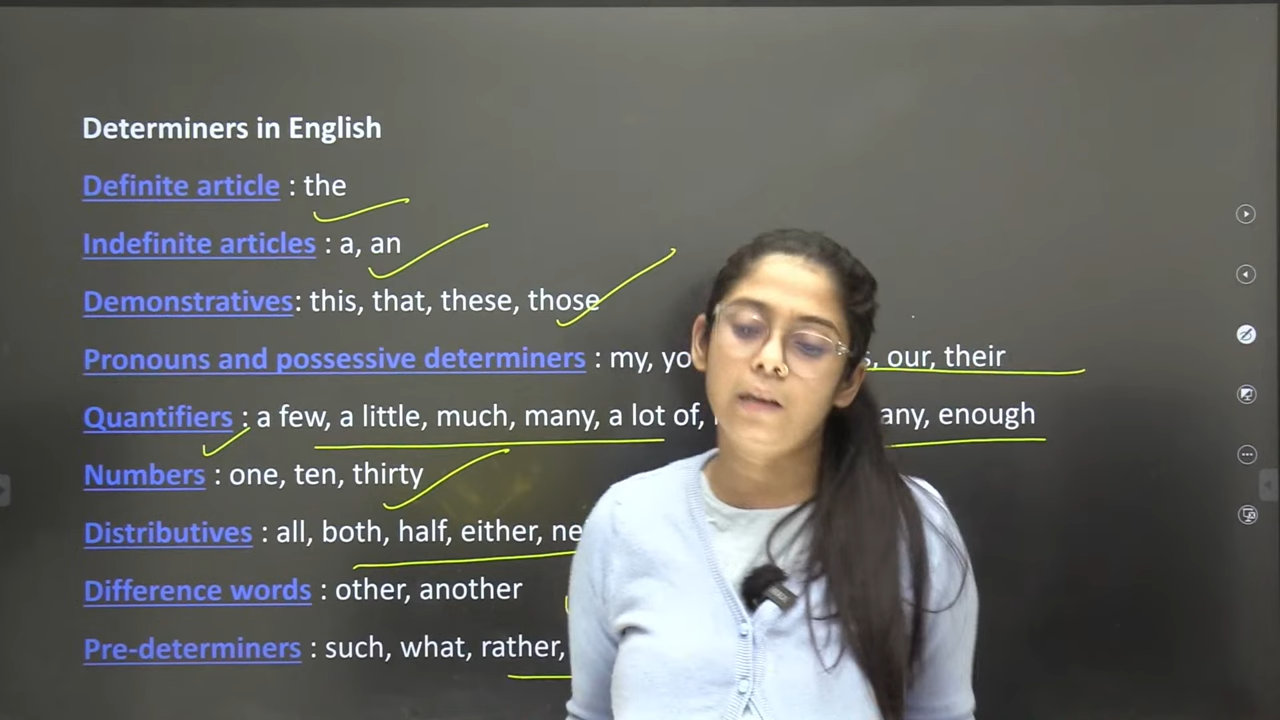 Determiners in English
Definite article : the
Indefinite articles : a, an
Demonstratives: this, that, these, those
Pronouns and possessive determiners : my, our, their
Quantifiers : a few, a little, much, many, a lot of, any, enough
Numbers : one, ten, thirty
Distributives : all, both, half, either,
Difference words : other, another
Pre-determiners : such, what, rather,